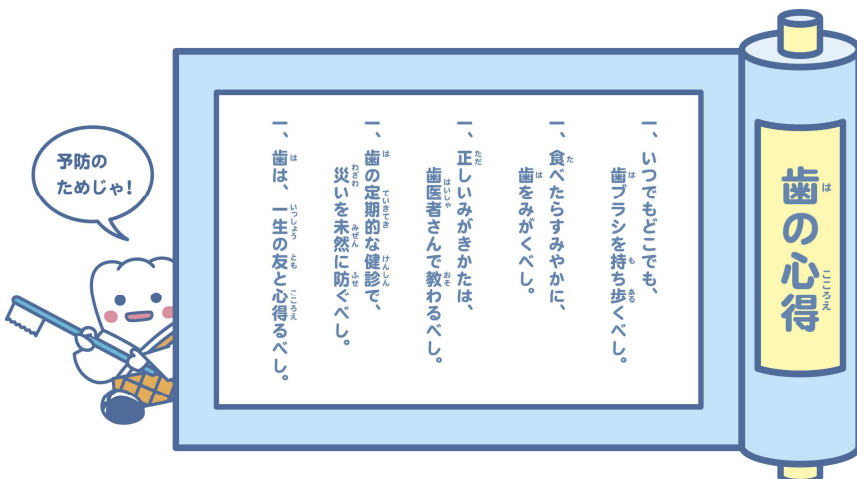 歯の心得
一、いつでもどこでも、
歯ブラシを持ち歩くべし。
一、食べたらすみやかに、
歯をみがくべし。
一、正しいみがきかたは、
歯医者さんで教わるべし。
一、歯の定期的な健診で、
災いを未然に防ぐべし。
一、歯は、一生の友と心得るべし。
予防の
ためじゃ！